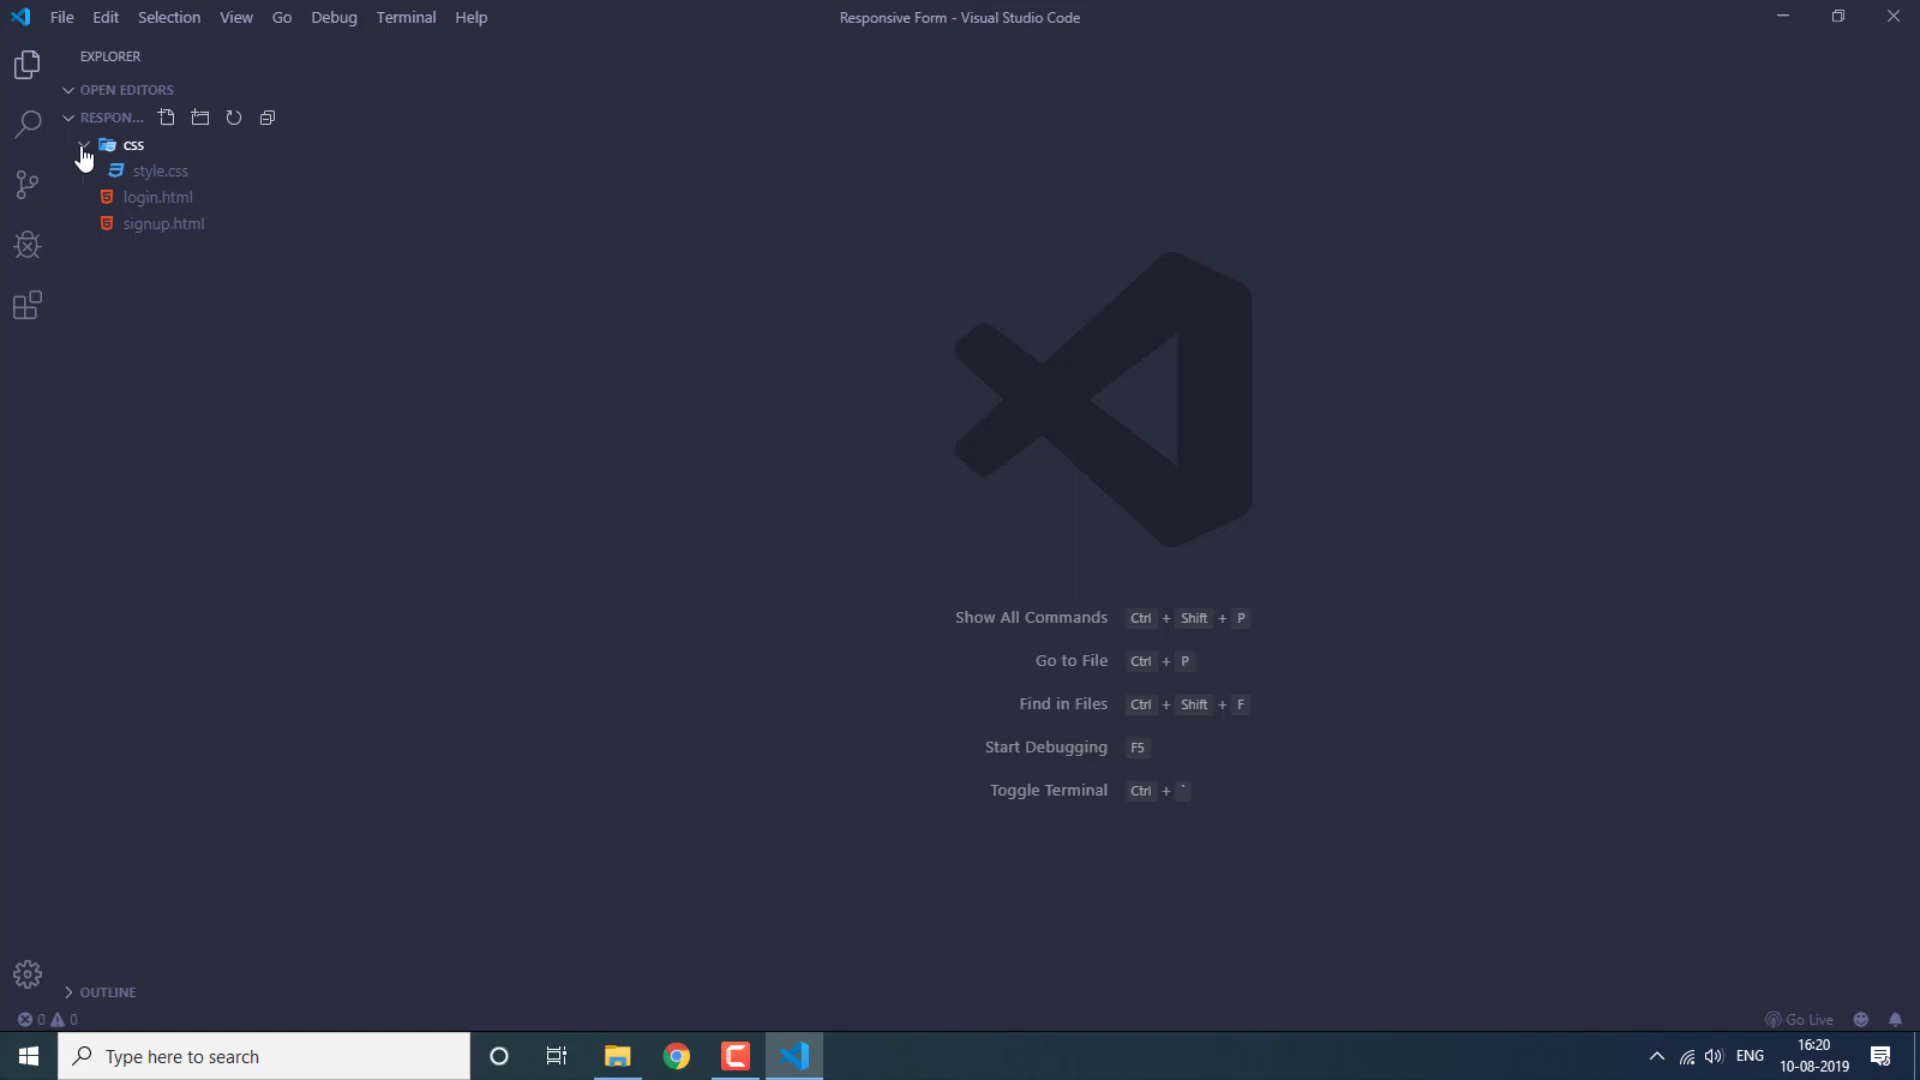 File Edit Selection View Go Debug Terminal Help
Responsive Form - Visual Studio Code
EXPLORER
OPEN EDITORS
RESPON...
css
style.css
login.html
signup.html
Show All Commands Ctrl + Shift + P
Go to File Ctrl + P
Find in Files Ctrl + Shift + F
Start Debugging F5
Toggle Terminal Ctrl + `
OUTLINE
0 0
Go Live
Type here to search
ENG
16:20
10-08-2019